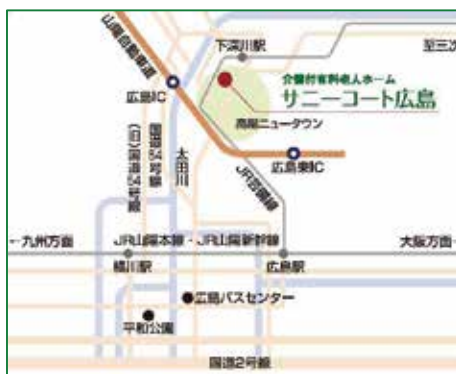 山陽自動車道
下深川駅
至三次
介護付有料老人ホーム
サニーコート広島
広島IC
高陽ニュータウン
国道54号線
(旧)国道54号線
太田川
広島東IC
JR芸備線
←九州方面
JR山陽本線・JR山陽新幹線
大阪方面
横川駅
広島駅
広島バスセンター
平和公園
国道2号線